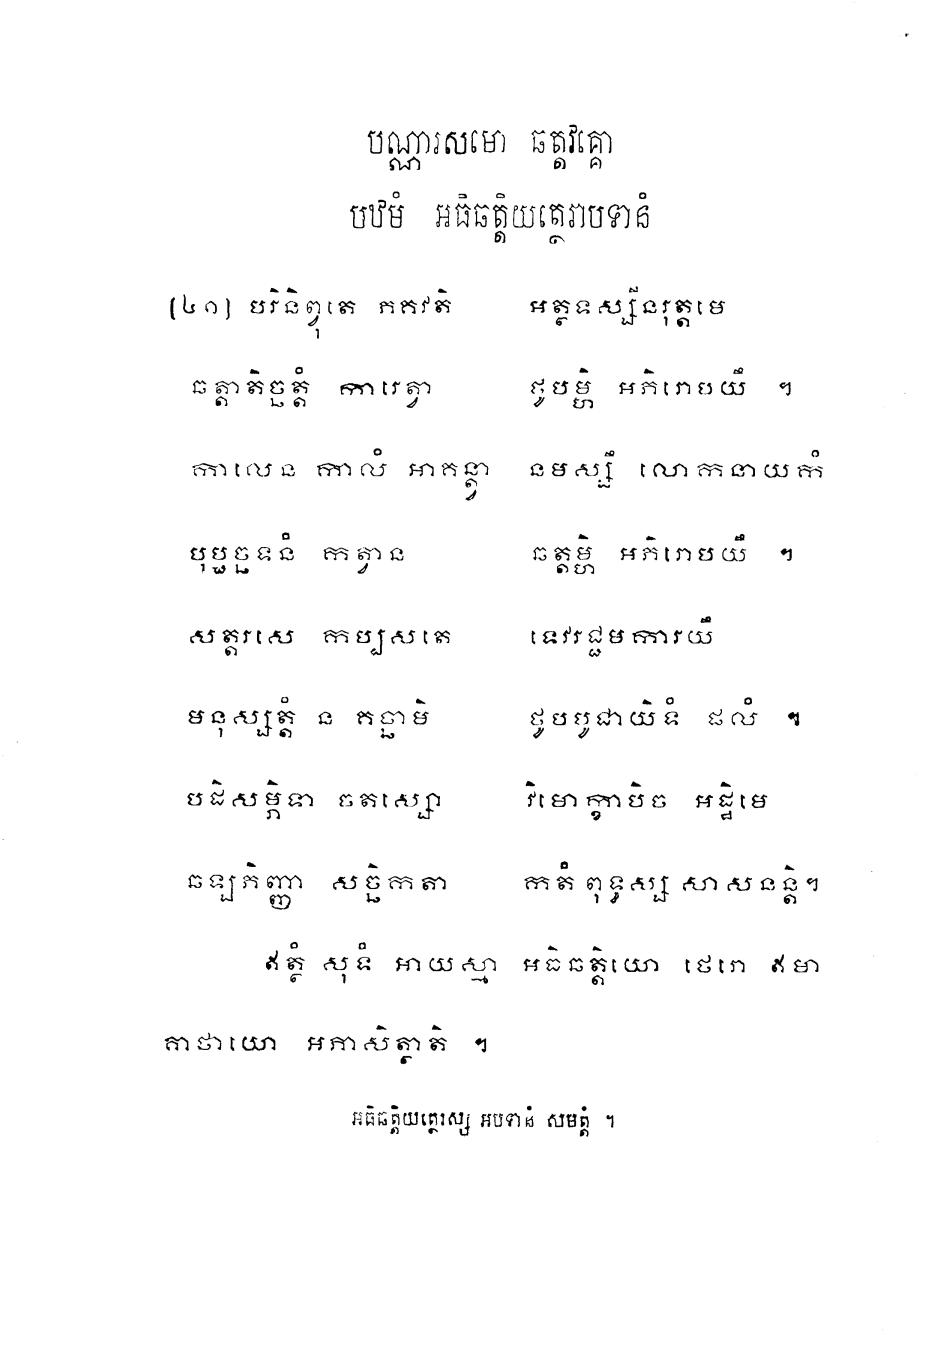 បណ្ណារសមោ ឆត្តវគ្គោ
បឋមំ អធិឆត្តិយត្ថេរាបទានំ
(៤១) បរិនិព្វុតេ ភគវតិ អត្ថទស្សីនរុត្តមេ
ឆត្តាតិច្ឆត្តំ ការេត្វា ថូបម្ហិ អភិរោបយឹ ។
កាលេន កាលំ អាគន្ត្វា នមស្សឹ លោកនាយកំ
បុប្ផច្ឆទនំ កត្វាន ឆត្តម្ហិ អភិរោបយឹ ។
សត្តរសេ កប្បសតេ ទេវរជ្ជមការយឹ
មនុស្សត្តំ ន គច្ឆាមិ ថូបបូជាយិទំ ផលំ ។
បដិសម្ភិទា ចតស្សោ វិមោក្ខាបិច អដ្ឋិមេ
ឆឡភិញ្ញា សច្ឆិកតា កតំ ពុទ្ធស្ស សាសនន្តិ។
ឥត្ថំ សុទំ អាយស្មា អធិឆត្តិយោ ថេរោ ឥមា
គាថាយោ អភាសិត្ថាតិ ។
អធិឆត្តិយត្ថេរស្ស អបទានំ សមត្តំ ។